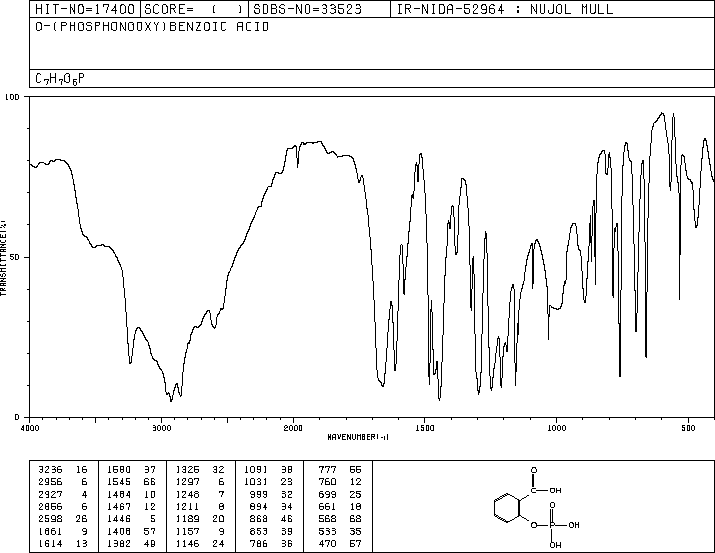 HIT-NO=17400 SCORE= ( ) SDBS-NO=33523 IR-NIDA-52964 : NUJOL MULL
O-(PHOSPHONOOXY)BENZOIC ACID
C7H7O6P
100
50
0
TRANSMITTANCE(%)
4000 3000 2000 1500 1000 500
WAVENUMBER(-1)
3236 16 1580 37 1325 32 1091 38 777 55
2956 6 1545 66 1297 6 1031 23 760 12
2927 4 1484 10 1248 7 999 32 699 25
2866 6 1467 12 1211 8 894 34 661 18
2598 26 1446 5 1189 20 868 46 568 68
1661 9 1408 57 1157 9 853 39 533 35
1614 13 1382 49 1146 24 786 36 470 57
O
C OH
O
O P OH
OH